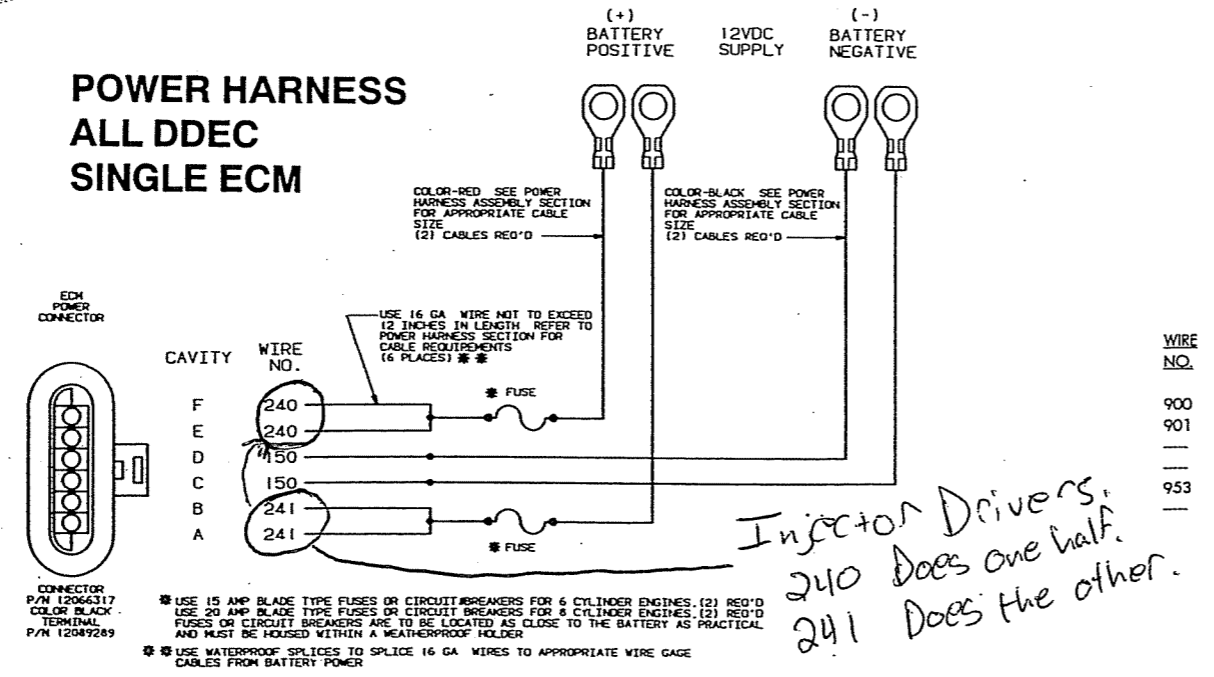 (+)
BATTERY
POSITIVE
12VDC
SUPPLY
(-)
BATTERY
NEGATIVE
POWER HARNESS
ALL DDEC
SINGLE ECM
COLOR-RED SEE POWER
HARNESS ASSEMBLY SECTION
FOR APPROPRIATE CABLE
SIZE
(2) CABLES REQ'D
COLOR-BLACK SEE POWER
HARNESS ASSEMBLY SECTION
FOR APPROPRIATE CABLE
SIZE
(2) CABLES REQ'D
ECM
POWER
CONNECTOR
USE 16 GA WIRE NOT TO EXCEED
12 INCHES IN LENGTH REFER TO
POWER HARNESS SECTION FOR
CABLE REQUIPEMENTS
(6 PLACES) * *
CAVITY
WIRE
NO.
F 240
E 240
D 150
C 150
B 241
A 241
* FUSE
* FUSE
WIRE
NO.
900
901
---
---
953
---
Injector Drivers.
240 Does one half.
241 Does the other.
CONNECTOR
P/N 12066317
COLOR BLACK
TERMINAL
P/N 12089289
* USE 15 AMP BLADE TYPE FUSES OR CIRCUIT BREAKERS FOR 6 CYLINDER ENGINES. (2) REQ'D
USE 20 AMP BLADE TYPE FUSES OR CIRCUIT BREAKERS FOR 8 CYLINDER ENGINES. (2) REQ'D
FUSES OR CIRCUIT BREAKERS ARE TO BE LOCATED AS CLOSE TO THE BATTERY AS PRACTICAL
AND MUST BE HOUSED WITHIN A WEATHERPROOF HOLDER
* * USE WATERPROOF SPLICES TO SPLICE 16 GA WIRES TO APPROPRIATE WIRE GAGE
CABLES FROM BATTERY POWER